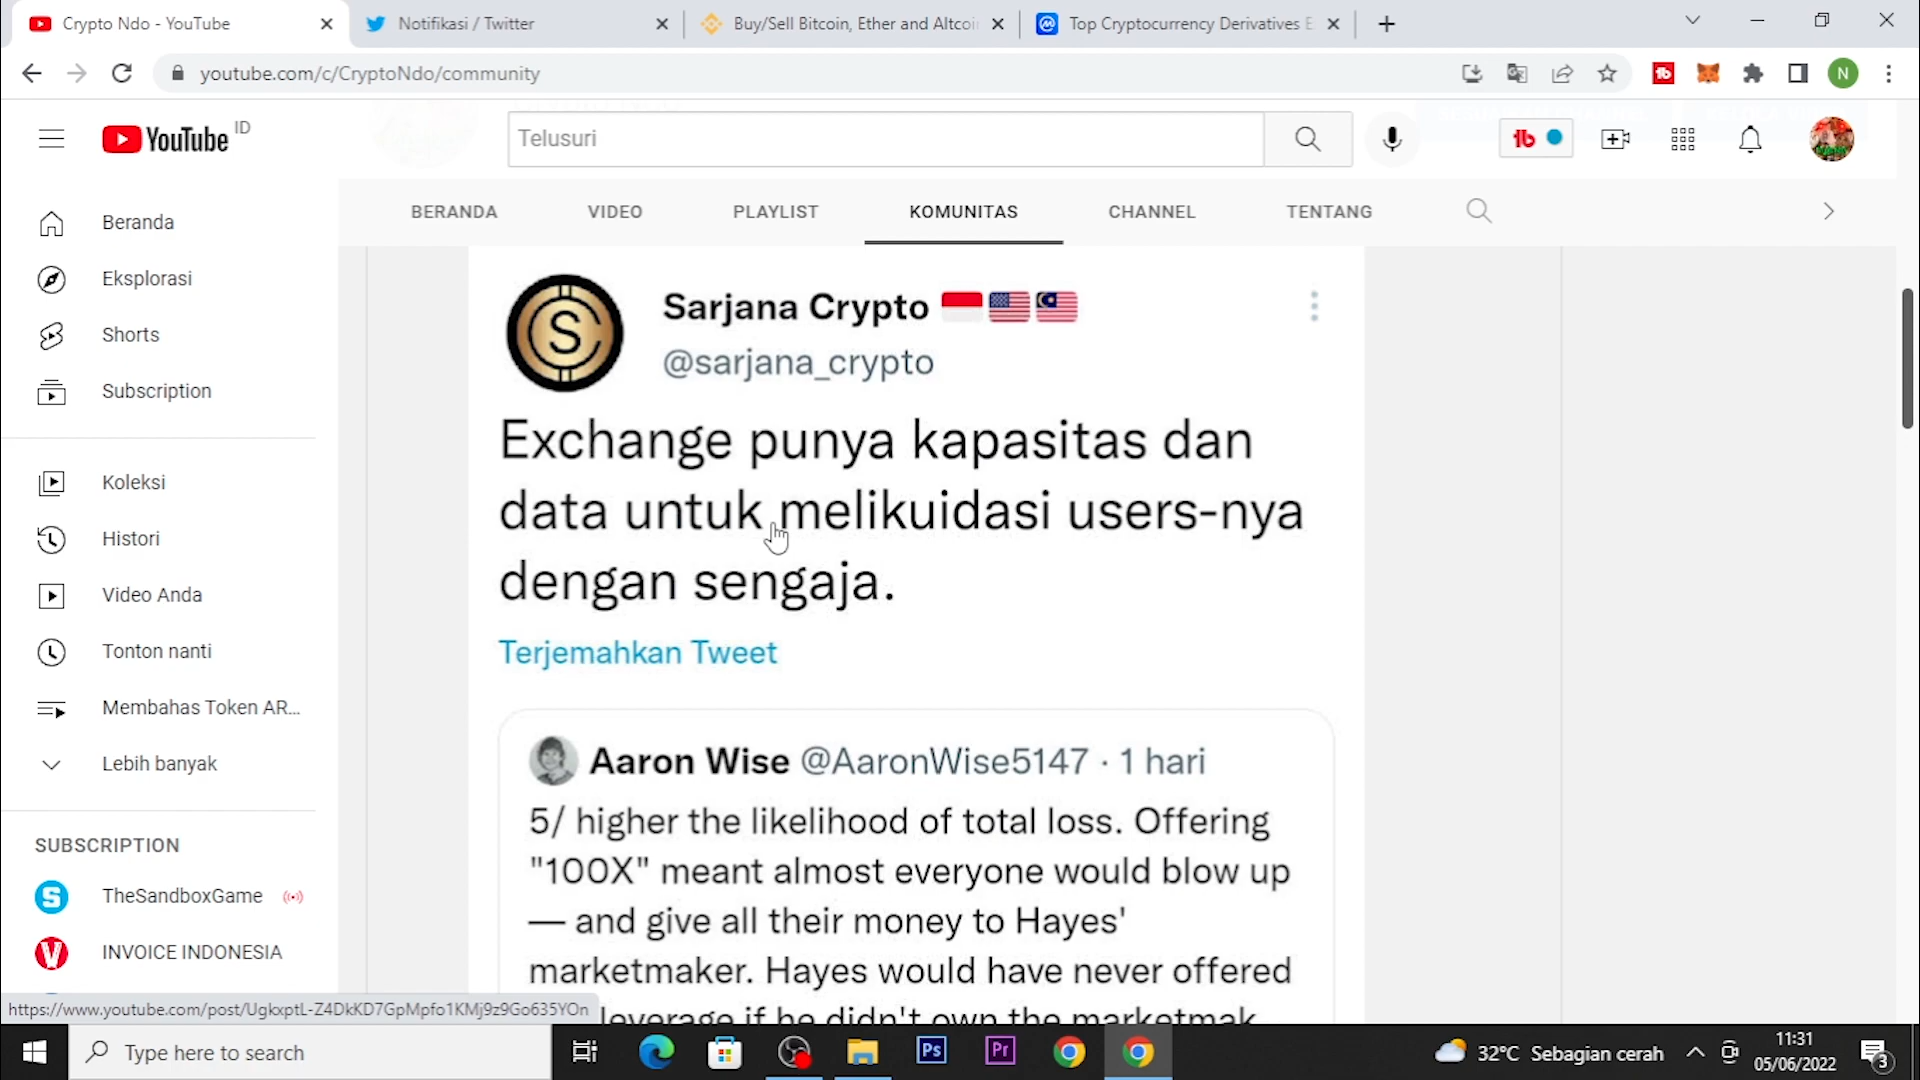 Crypto Ndo - YouTube
Notifikasi / Twitter
Buy/Sell Bitcoin, Ether and Altcoi
Top Cryptocurrency Derivatives E
youtube.com/c/CryptoNdo/community
N
YouTube ID
Telusuri
BERANDA
VIDEO
PLAYLIST
KOMUNITAS
CHANNEL
TENTANG
Beranda
Eksplorasi
Shorts
Subscription
Koleksi
Histori
Video Anda
Tonton nanti
Membahas Token AR...
Lebih banyak
SUBSCRIPTION
TheSandboxGame
INVOICE INDONESIA
Sarjana Crypto
@sarjana_crypto
Exchange punya kapasitas dan
data untuk melikuidasi users-nya
dengan sengaja.
Terjemahkan Tweet
Aaron Wise @AaronWise5147 · 1 hari
5/ higher the likelihood of total loss. Offering
"100X" meant almost everyone would blow up
— and give all their money to Hayes'
marketmaker. Hayes would have never offered
leverage if he didn't own the marketmak
https://www.youtube.com/post/UgkxptL-Z4DkKD7GpMpfo1KMj9z9Go635YOn
Type here to search
Ps
Pr
32°C Sebagian cerah
11:31
05/06/2022
3